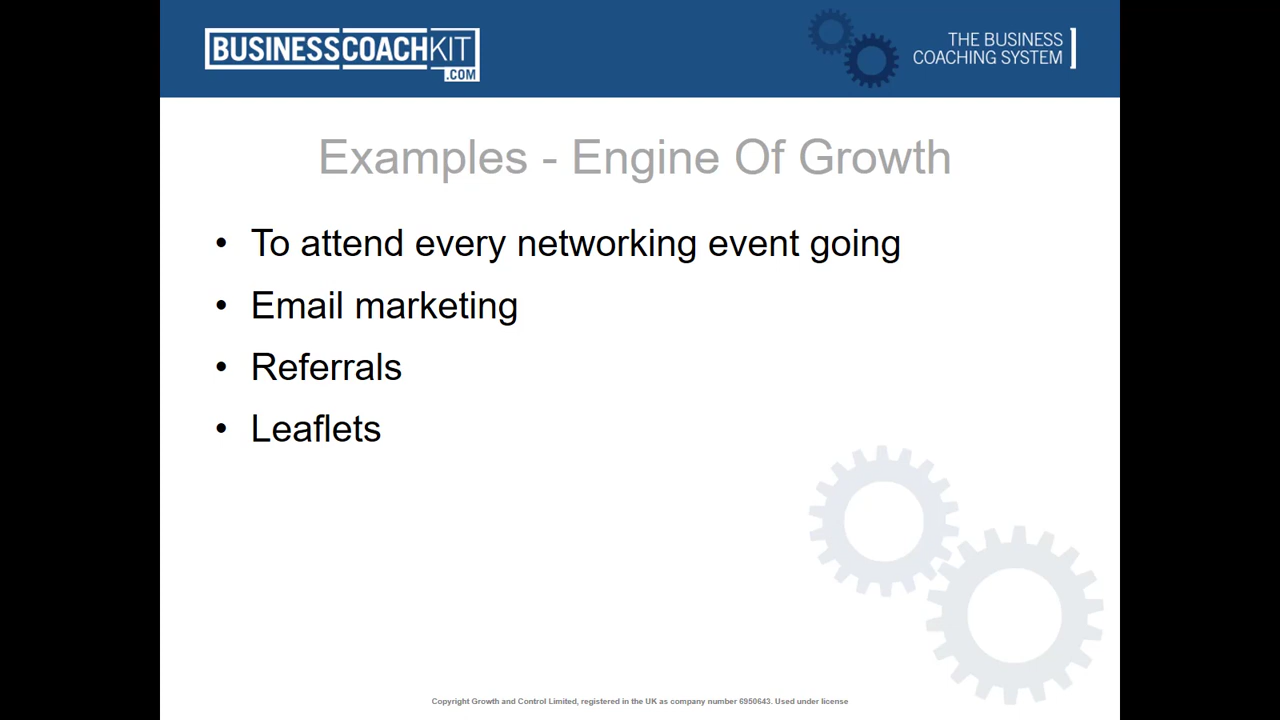 BUSINESSCOACHKIT
.COM
THE BUSINESS
COACHING SYSTEM
Examples - Engine Of Growth
• To attend every networking event going
• Email marketing
• Referrals
• Leaflets
Copyright Growth and Control Limited, registered in the UK as company number 6950643. Used under license